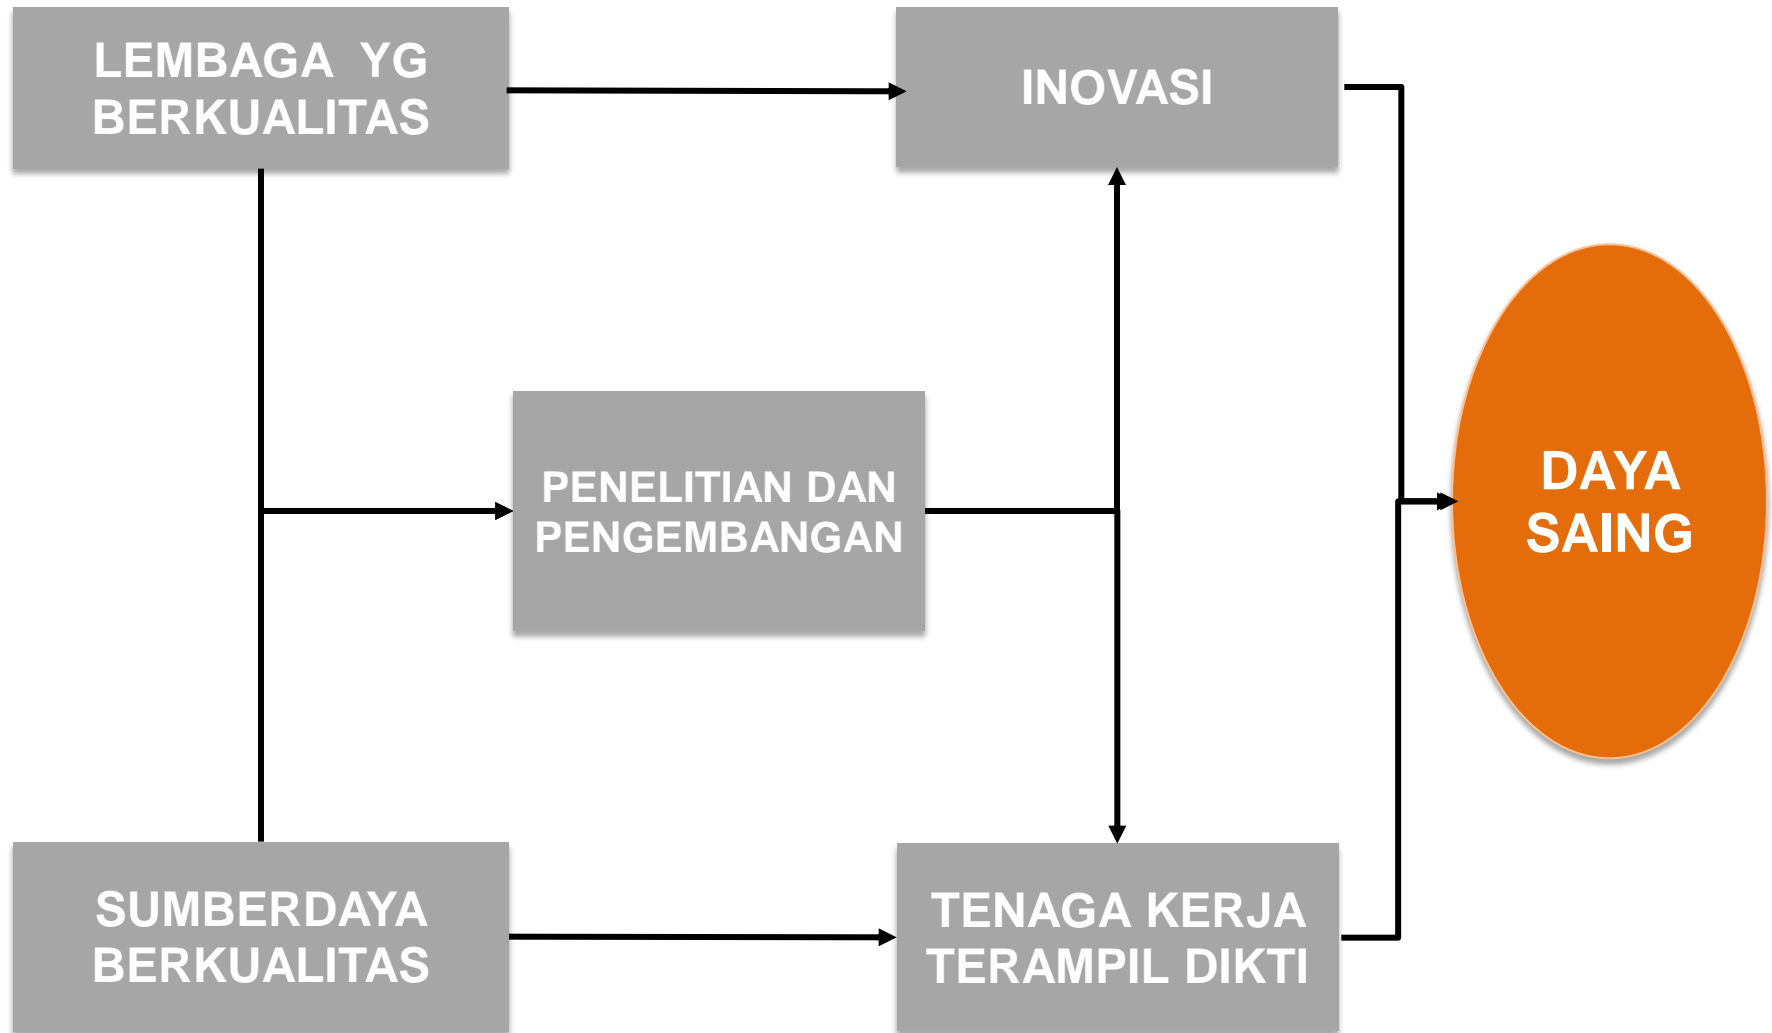 LEMBAGA YG
BERKUALITAS
INOVASI
PENELITIAN DAN
PENGEMBANGAN
DAYA
SAING
SUMBERDAYA
BERKUALITAS
TENAGA KERJA
TERAMPIL DIKTI